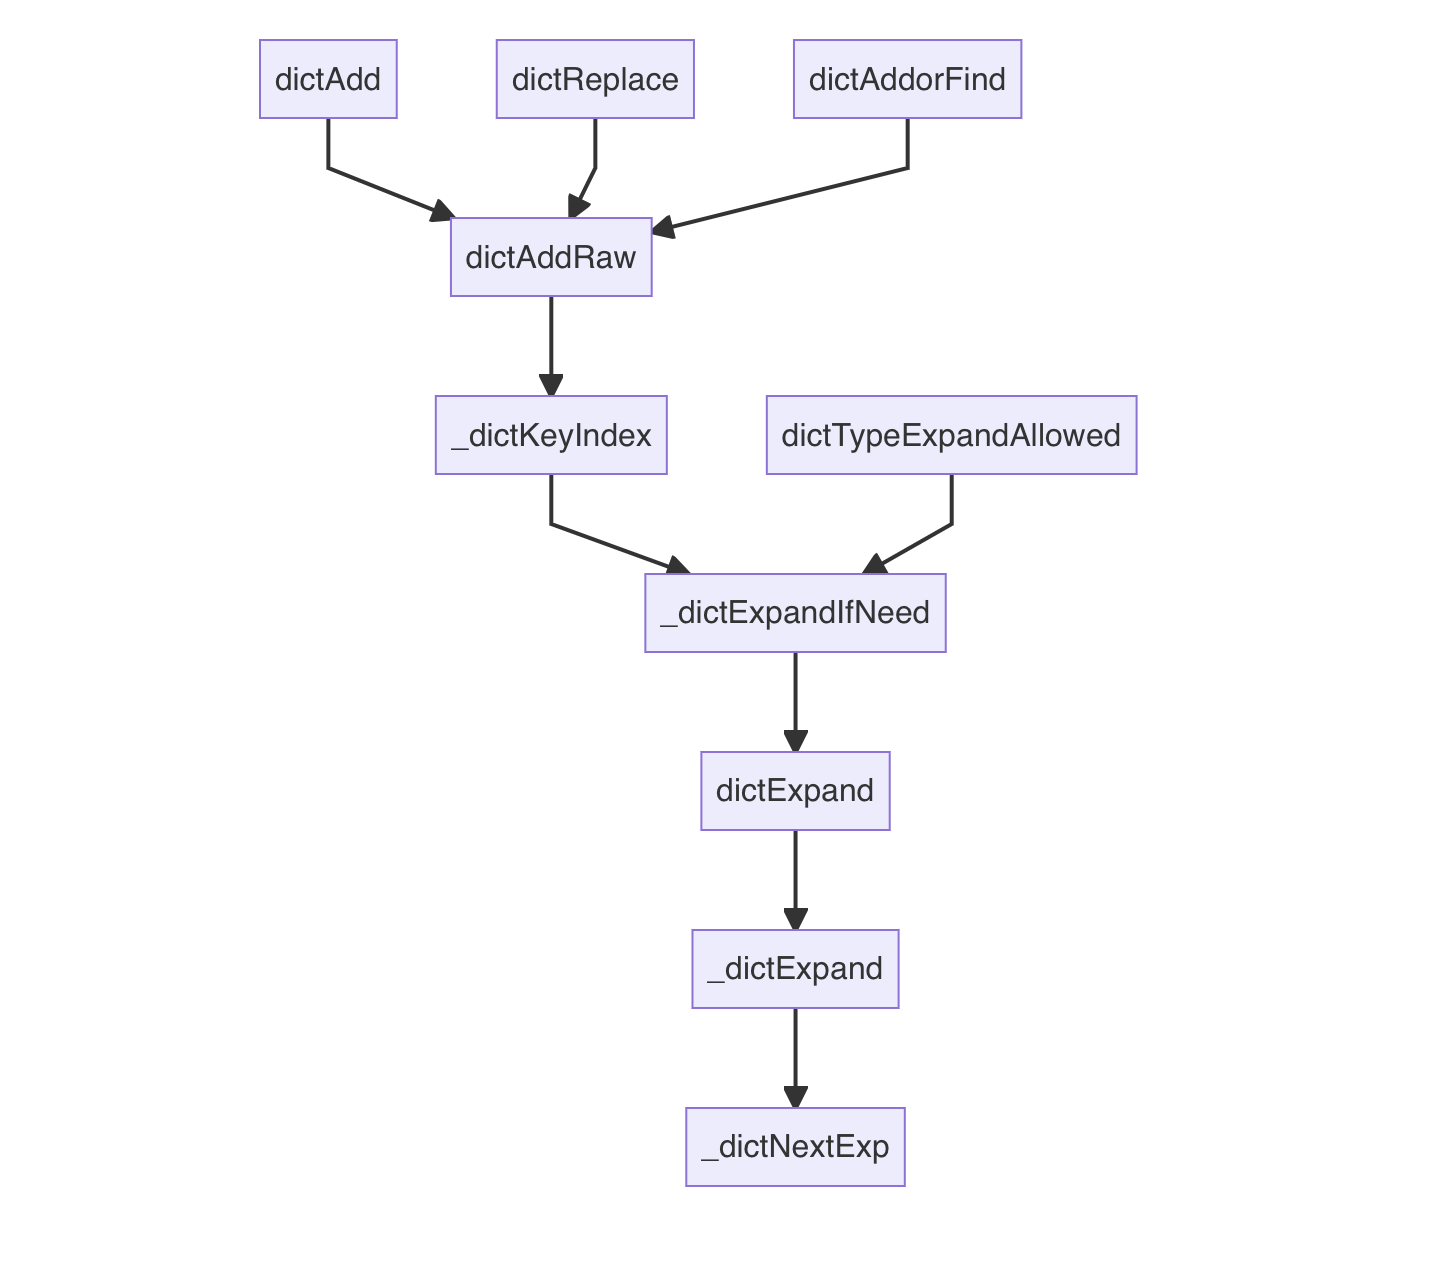 dictAdd
dictReplace
dictAddorFind
dictAddRaw
_dictKeyIndex
dictTypeExpandAllowed
_dictExpandIfNeed
dictExpand
_dictExpand
_dictNextExp